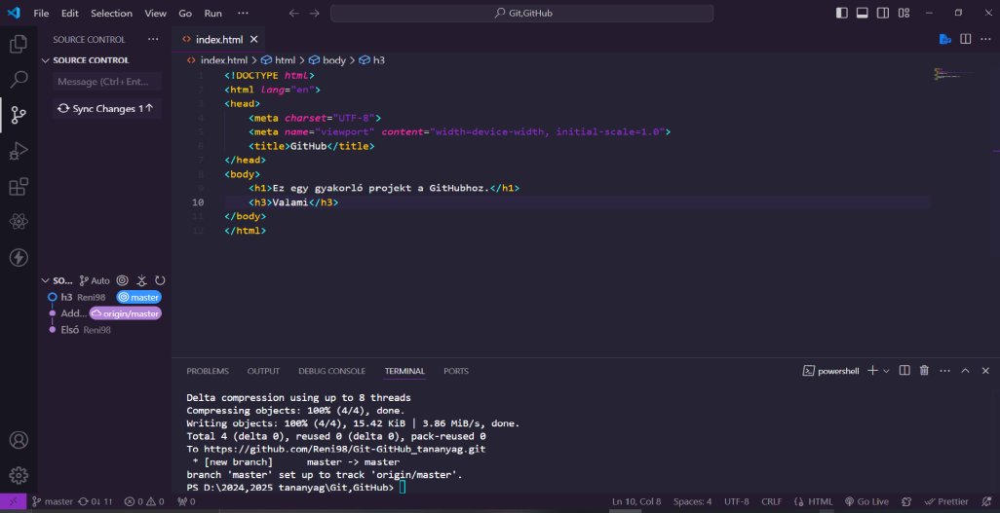 File Edit Selection View Go Run ··· Git,GitHub
SOURCE CONTROL ···
index.html
SOURCE CONTROL
Message (Ctrl+Ent...
Sync Changes 1↑
index.html > html > body > h3
1 <!DOCTYPE html>
2 <html lang="en">
3 <head>
4 <meta charset="UTF-8">
5 <meta name="viewport" content="width=device-width, initial-scale=1.0">
6 <title>GitHub</title>
7 </head>
8 <body>
9 <h1>Ez egy gyakorló projekt a GitHubhoz.</h1>
10 <h3>Valami</h3>
11 </body>
12 </html>
SO... Auto
h3 Reni98 master
Add... origin/master
Első Reni98
PROBLEMS OUTPUT DEBUG CONSOLE TERMINAL PORTS
powershell
Delta compression using up to 8 threads
Compressing objects: 100% (4/4), done.
Writing objects: 100% (4/4), 15.42 KiB | 3.86 MiB/s, done.
Total 4 (delta 0), reused 0 (delta 0), pack-reused 0
To https://github.com/Reni98/Git-GitHub_tananyag.git
* [new branch] master -> master
branch 'master' set up to track 'origin/master'.
PS D:\2024,2025 tananyag\Git,GitHub>
master 0↓ 1↑ 0 0 0 Ln 10, Col 8 Spaces: 4 UTF-8 CRLF HTML Go Live Prettier